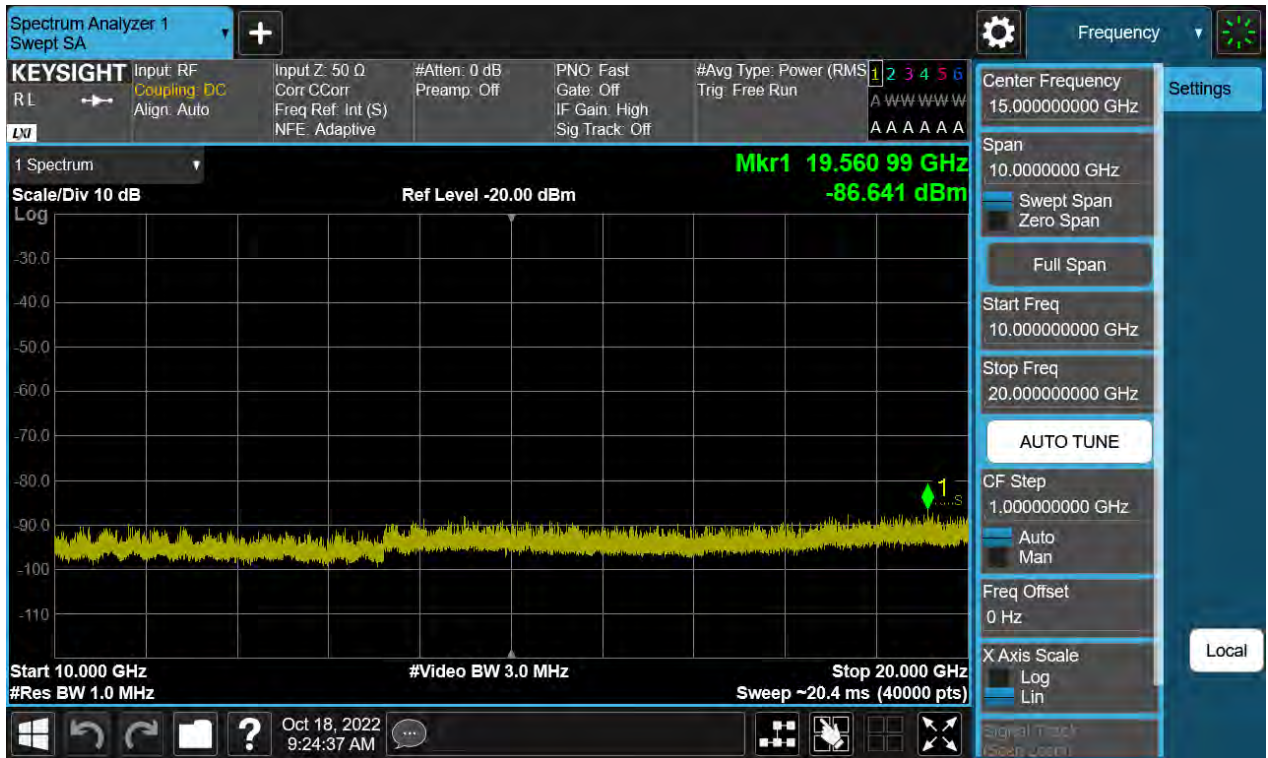 Spectrum Analyzer 1
Swept SA
+
Frequency
KEYSIGHT
RL
LXI
Input: RF
Coupling: DC
Align: Auto
Input Z: 50 Ω
Corr CCorr
Freq Ref: Int (S)
NFE: Adaptive
#Atten: 0 dB
Preamp: Off
PNO: Fast
Gate: Off
IF Gain: High
Sig Track: Off
#Avg Type: Power (RMS
Trig: Free Run
1 2 3 4 5 6
A W W W W W
A A A A A A
1 Spectrum
Mkr1 19.560 99 GHz
Scale/Div 10 dB
Ref Level -20.00 dBm
-86.641 dBm
Log
-30.0
-40.0
-50.0
-60.0
-70.0
-80.0
1
-90.0
-100
-110
Start 10.000 GHz
#Video BW 3.0 MHz
Stop 20.000 GHz
#Res BW 1.0 MHz
Sweep ~20.4 ms (40000 pts)
?
Oct 18, 2022
9:24:37 AM
Center Frequency
15.000000000 GHz
Span
10.0000000 GHz
Swept Span
Zero Span
Full Span
Start Freq
10.000000000 GHz
Stop Freq
20.000000000 GHz
AUTO TUNE
CF Step
1.000000000 GHz
Auto
Man
Freq Offset
0 Hz
X Axis Scale
Log
Lin
Signal Track
(Span Zoom)
Settings
Local